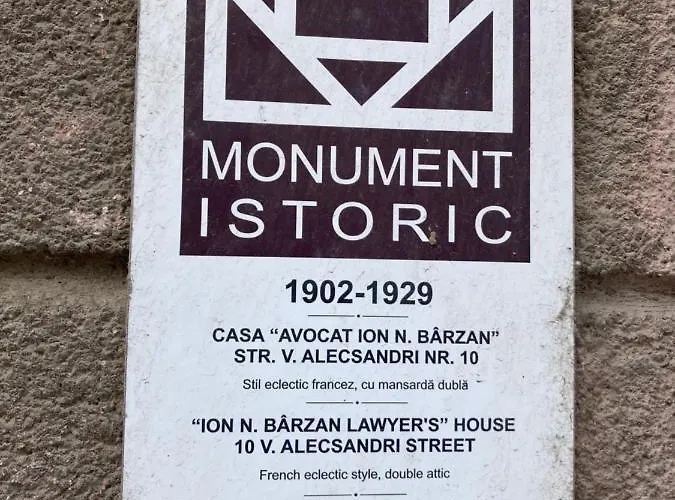 MONUMENT
ISTORIC
1902-1929
CASA “AVOCAT ION N. BÂRZAN”
STR. V. ALECSANDRI NR. 10
Stil eclectic francez, cu mansardă dublă
“ION N. BÂRZAN LAWYER'S” HOUSE
10 V. ALECSANDRI STREET
French eclectic style, double attic